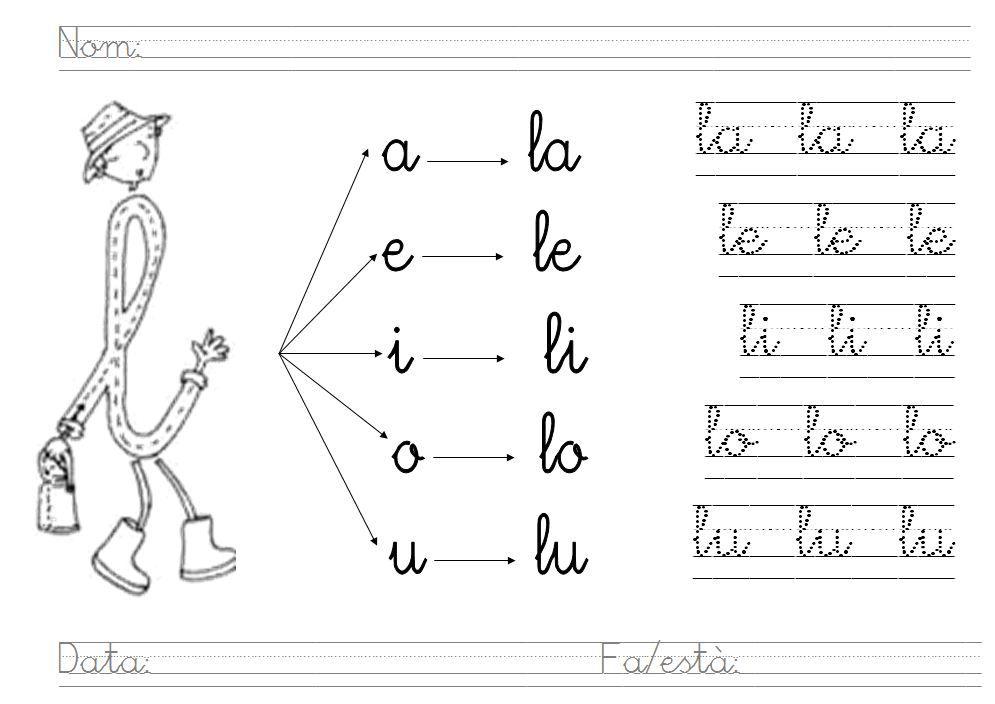 Nom:
a la la la la
e le le le le
i li li li li
o lo lo lo lo
u lu lu lu lu
Data: Fa/està: